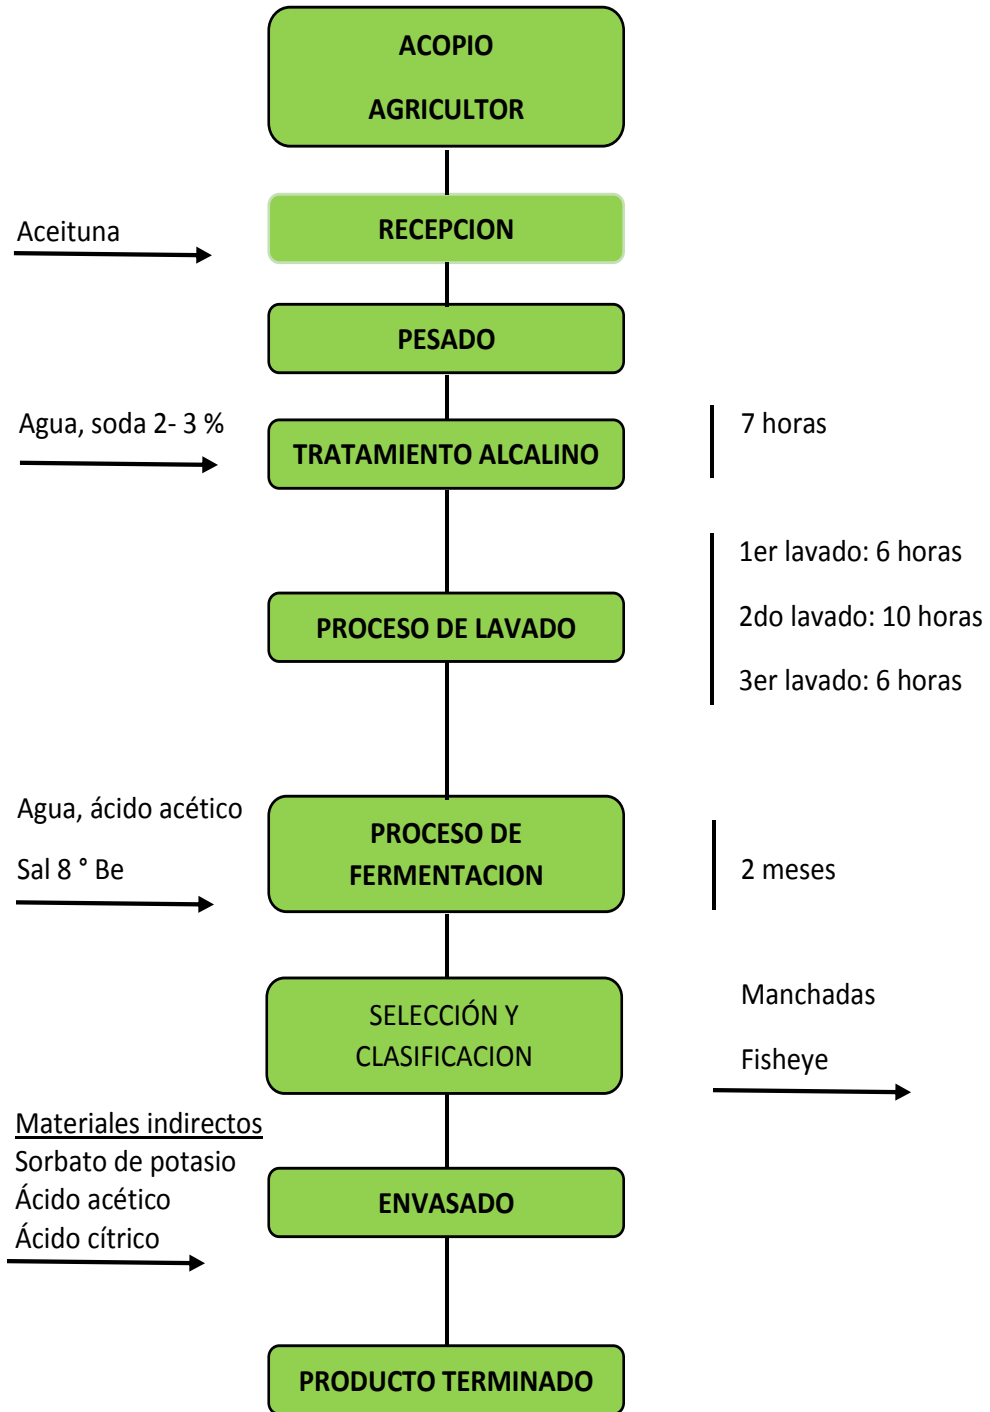 ACOPIO
AGRICULTOR
Aceituna
RECEPCION
PESADO
Agua, soda 2- 3 %
TRATAMIENTO ALCALINO
7 horas
1er lavado: 6 horas
PROCESO DE LAVADO
2do lavado: 10 horas
3er lavado: 6 horas
Agua, ácido acético
Sal 8 ° Be
PROCESO DE
FERMENTACION
2 meses
SELECCIÓN Y
CLASIFICACION
Manchadas
Fisheye
Materiales indirectos
Sorbato de potasio
Ácido acético
Ácido cítrico
ENVASADO
PRODUCTO TERMINADO